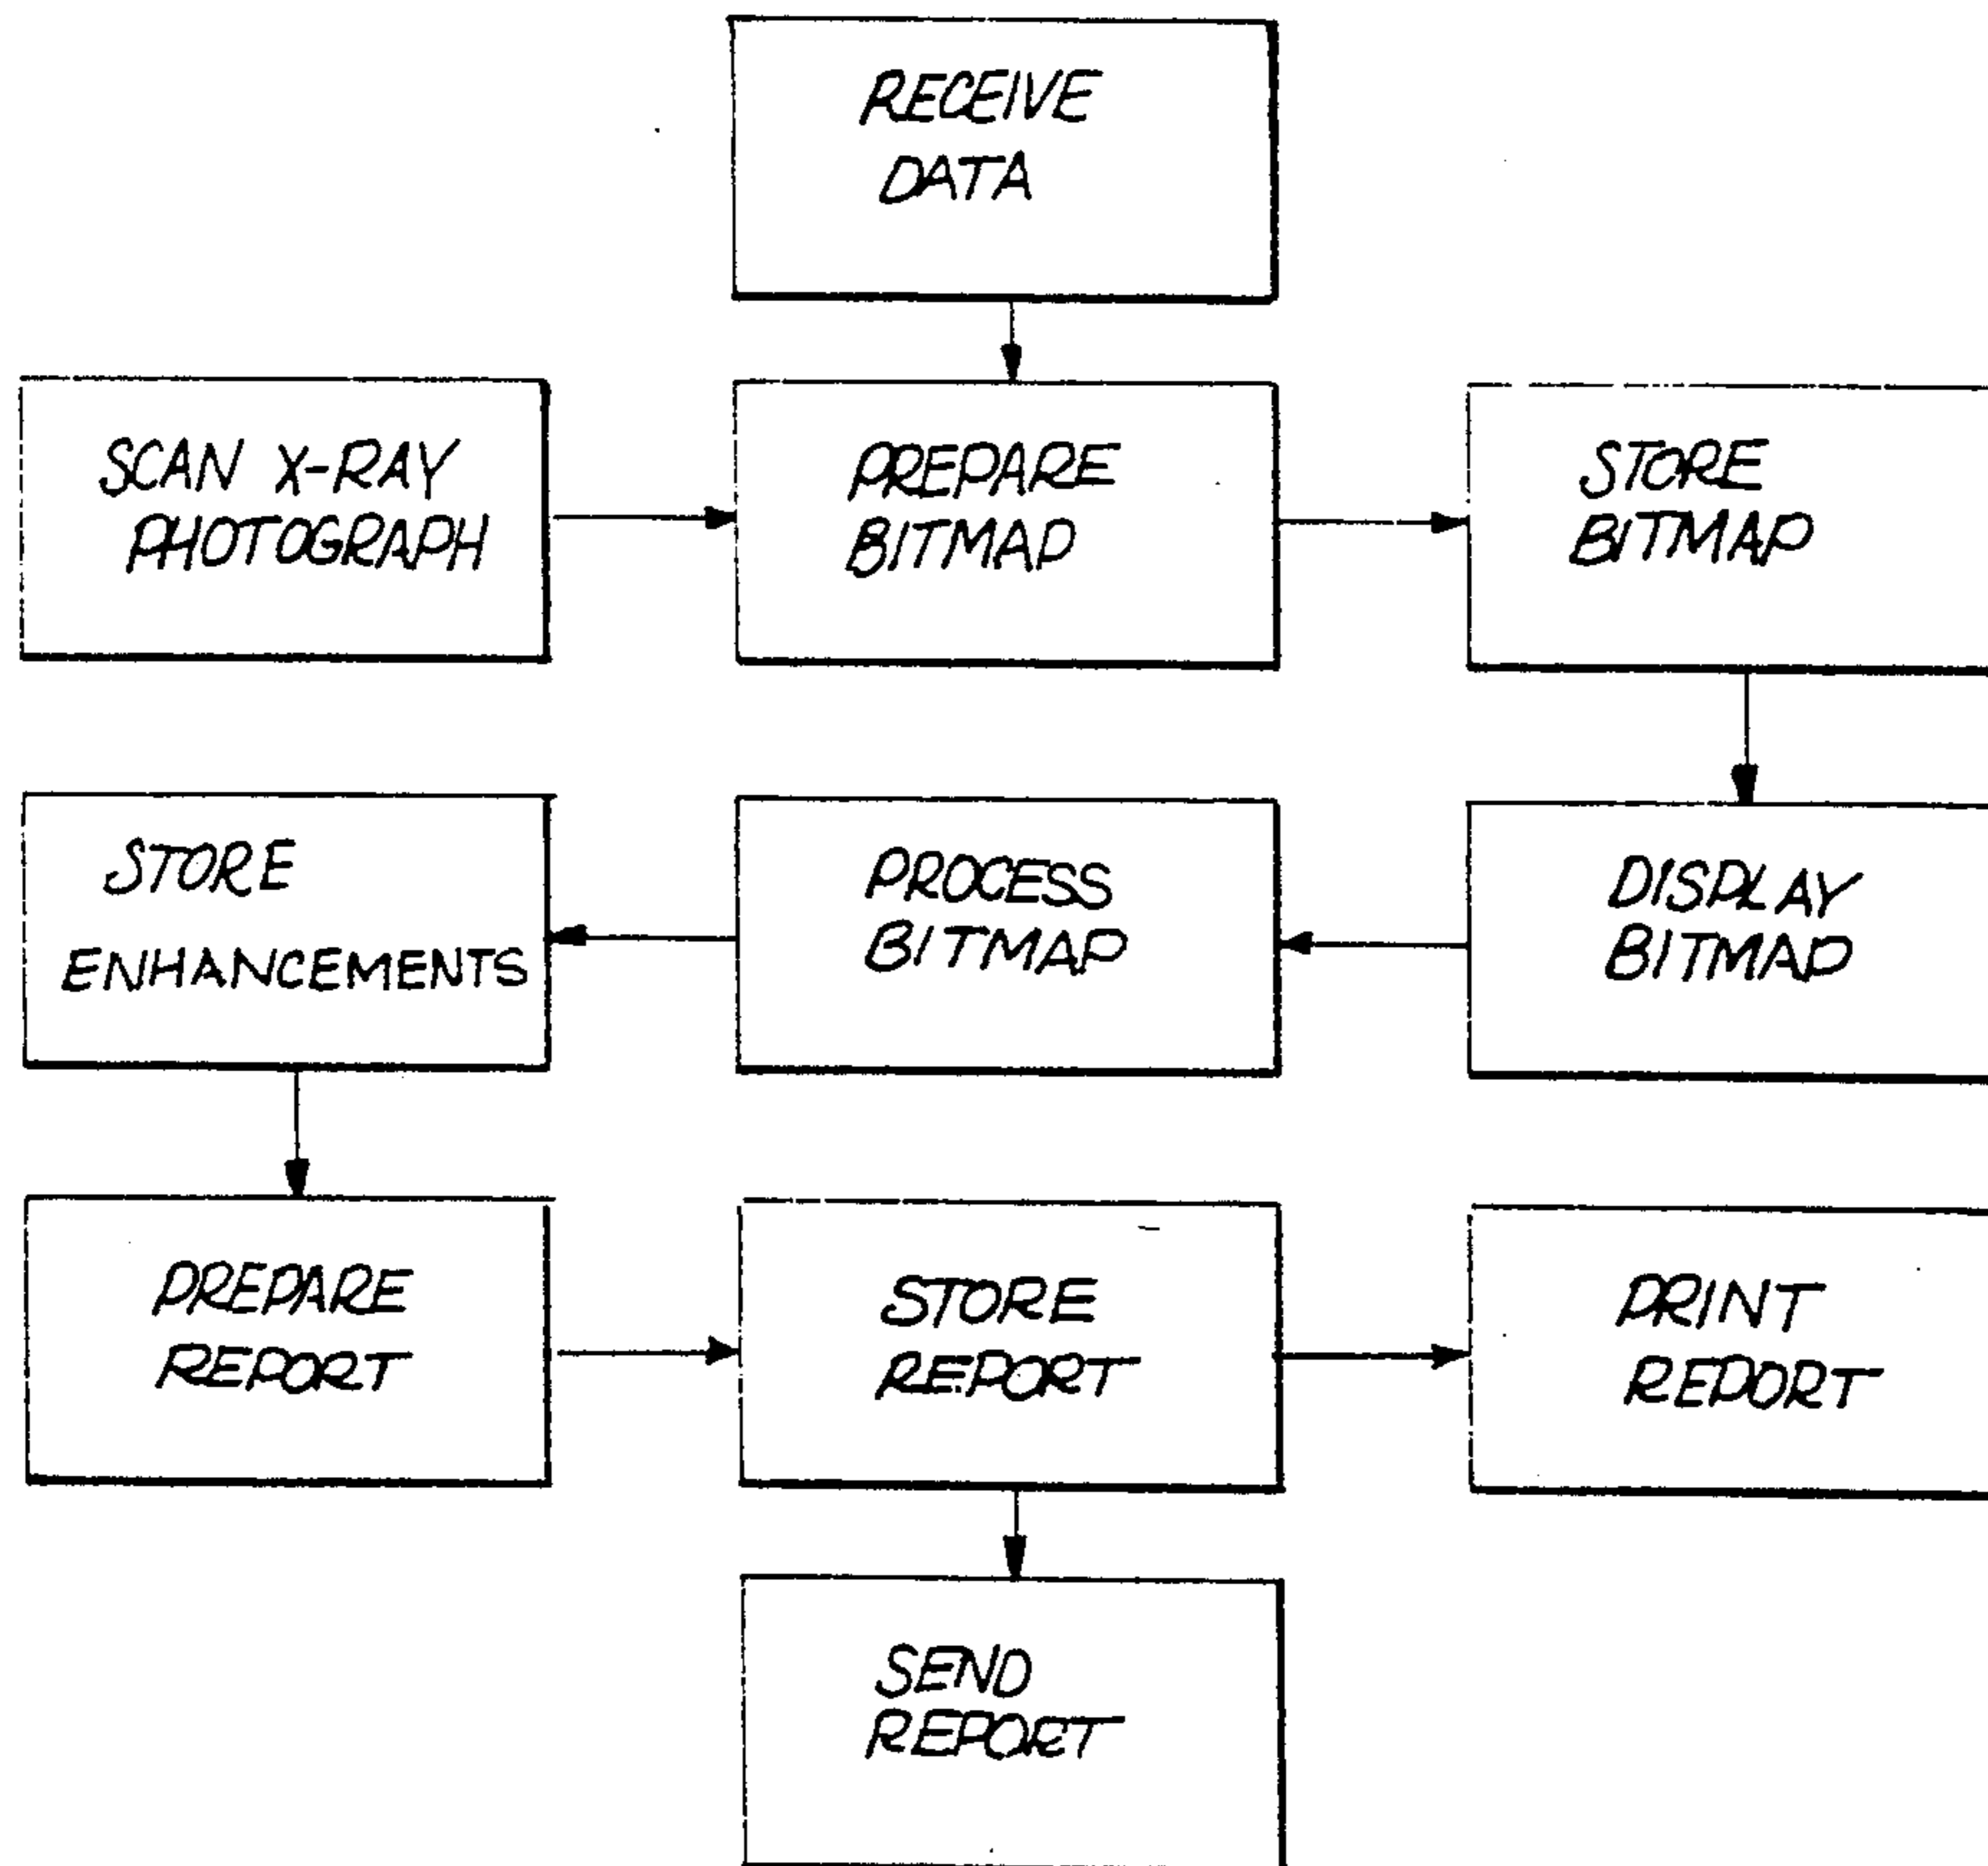 RECEIVE
DATA
SCAN X-RAY
PHOTOGRAPH
PREPARE
BITMAP
STORE
BITMAP
STORE
ENHANCEMENTS
PROCESS
BITMAP
DISPLAY
BITMAP
PREPARE
REPORT
STORE
REPORT
PRINT
REPORT
SEND
REPORT